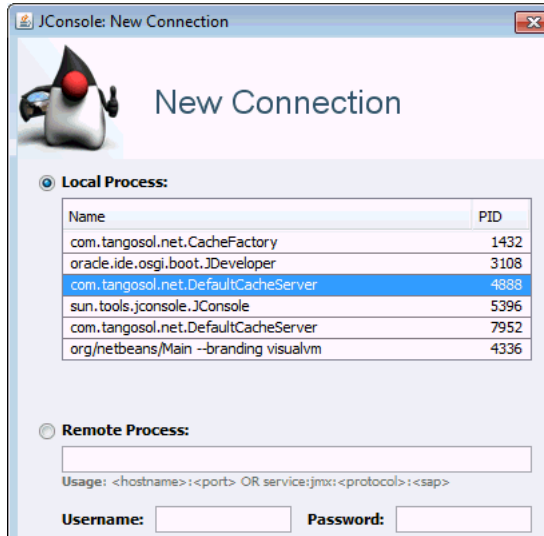 JConsole: New Connection
New Connection
Local Process:
Name PID
com.tangosol.net.CacheFactory 1432
oracle.ide.osgi.boot.JDeveloper 3108
com.tangosol.net.DefaultCacheServer 4888
sun.tools.jconsole.JConsole 5396
com.tangosol.net.DefaultCacheServer 7952
org/netbeans/Main --branding visualvm 4336
Remote Process:
Usage: <hostname>:<port> OR service:jmx:<protocol>:<sap>
Username: Password: